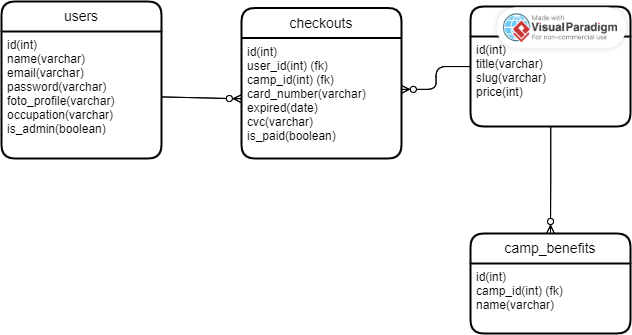 users
id(int)
name(varchar)
email(varchar)
password(varchar)
foto_profile(varchar)
occupation(varchar)
is_admin(boolean)
checkouts
id(int)
user_id(int) (fk)
camp_id(int) (fk)
card_number(varchar)
expired(date)
cvc(varchar)
is_paid(boolean)
Made with
VisualParadigm
For non-commercial use
id(int)
title(varchar)
slug(varchar)
price(int)
camp_benefits
id(int)
camp_id(int) (fk)
name(varchar)